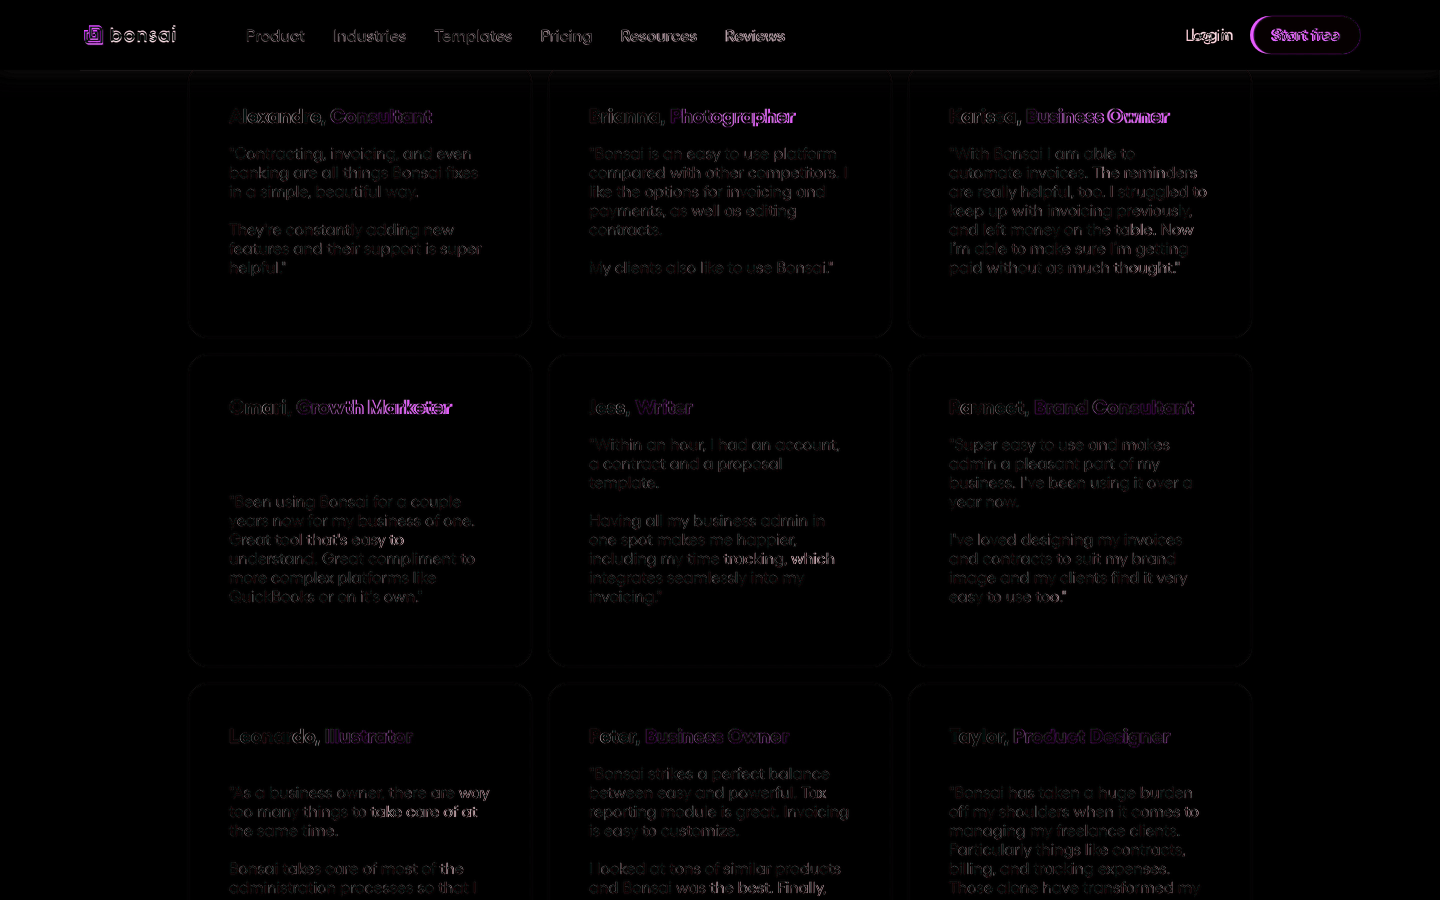 bonsai
Product Industries Templates Pricing Resources Reviews
Log in Start free
Alexandre, Consultant
"Contracting, invoicing, and even
banking are all things Bonsai fixes
in a simple, beautiful way.
They're constantly adding new
features and their support is super
helpful."
Brianna, Photographer
"Bonsai is an easy to use platform
compared with other competitors. I
like the options for invoicing and
payments, as well as editing
contracts.
My clients also like to use Bonsai."
Karissa, Business Owner
"With Bonsai I am able to
automate invoices. The reminders
are really helpful, too. I struggled to
keep up with invoicing previously,
and left money on the table. Now
I'm able to make sure I'm getting
paid without as much thought."
Omari, Growth Marketer
"Been using Bonsai for a couple
years now for my business of one.
Great tool that's easy to
understand. Great compliment to
more complex platforms like
QuickBooks or on it's own."
Jess, Writer
"Within an hour, I had an account,
a contract and a proposal
template.
Having all my business admin in
one spot makes me happier,
including my time tracking, which
integrates seamlessly into my
invoicing."
Parmeet, Brand Consultant
"Super easy to use and makes
admin a pleasant part of my
business. I've been using it over a
year now.
I've loved designing my invoices
and contracts to suit my brand
image and my clients find it very
easy to use too."
Leonardo, Illustrator
"As a business owner, there are way
too many things to take care of at
the same time.
Bonsai takes care of most of the
administration processes so that I
Peter, Business Owner
"Bonsai strikes a perfect balance
between easy and powerful. Tax
reporting module is great. Invoicing
is easy to customize.
I looked at tons of similar products
and Bonsai was the best. Finally,
Taylor, Product Designer
"Bonsai has taken a huge burden
off my shoulders when it comes to
managing my freelance clients.
Particularly things like contracts,
billing, and tracking expenses.
Those alone have transformed my